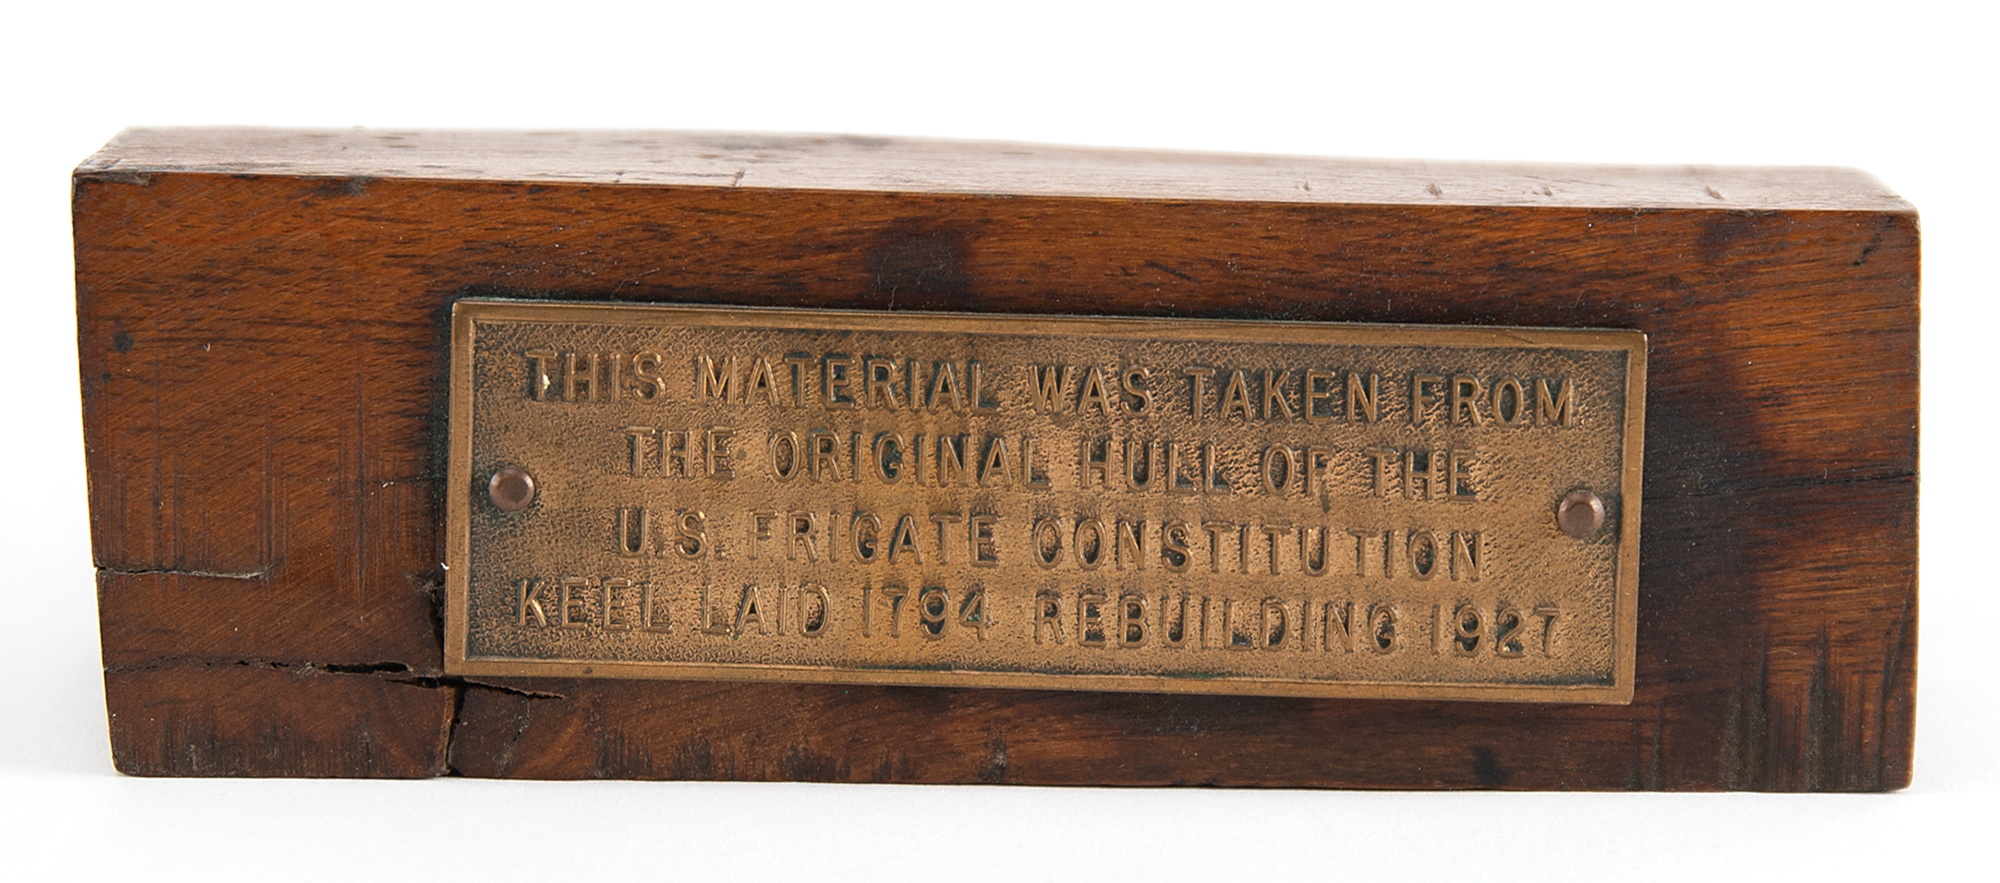 THIS MATERIAL WAS TAKEN FROM
THE ORIGINAL HULL OF THE
U.S. FRIGATE CONSTITUTION
KEEL LAID 1794 REBUILDING 1927